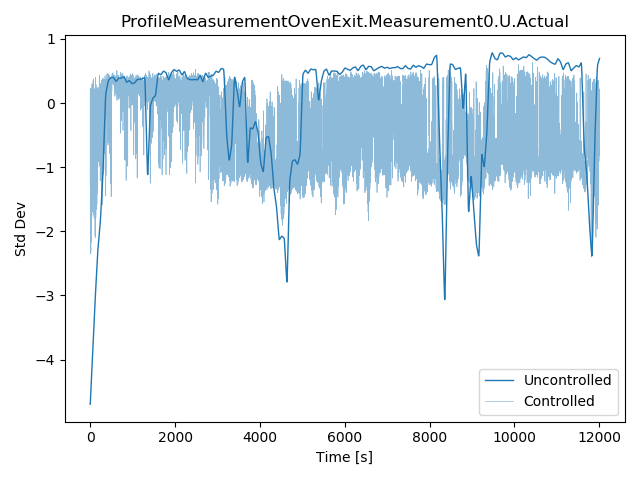 ProfileMeasurementOvenExit.Measurement0.U.Actual
1
0
−1
−2
−3
−4
Std Dev
0
2000
4000
6000
8000
10000
12000
Time [s]
Uncontrolled
Controlled